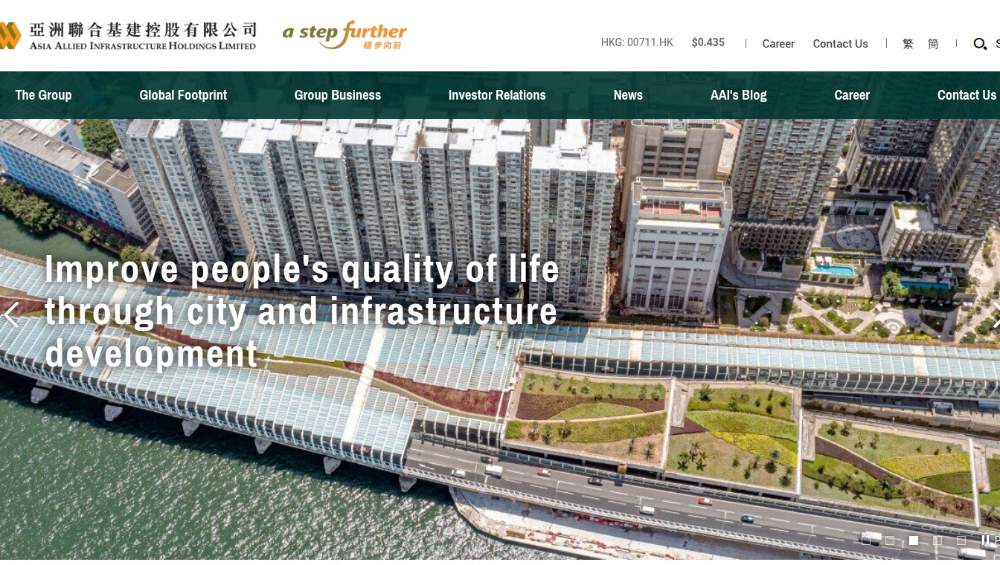 亞洲聯合基建控股有限公司
ASIA ALLIED INFRASTRUCTURE HOLDINGS LIMITED
a step further
穩步向前
HKG: 00711.HK $0.435
Career Contact Us 繁 簡
The Group Global Footprint Group Business Investor Relations News AAI's Blog Career Contact Us
Improve people's quality of life
through city and infrastructure
development